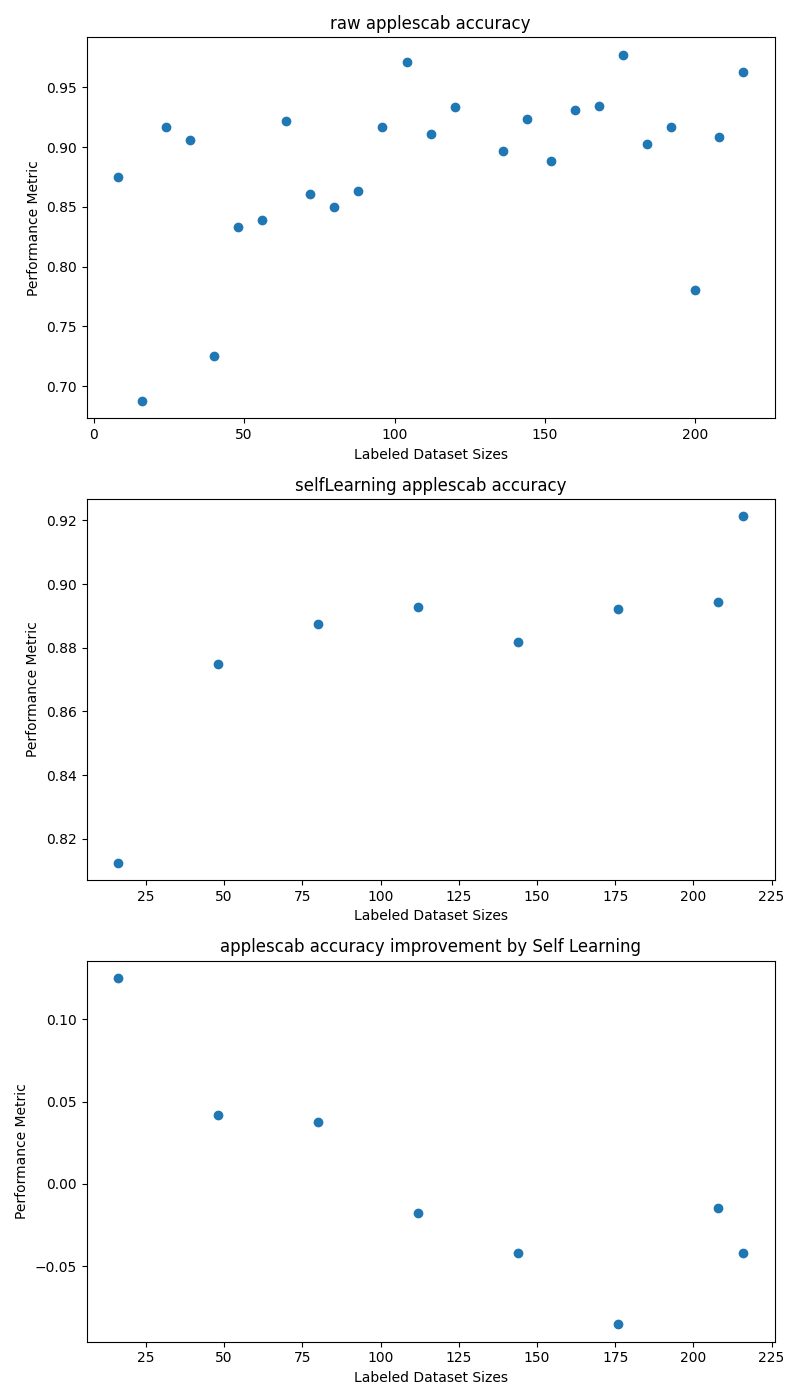 raw applescab accuracy
Performance Metric
0.95
0.90
0.85
0.80
0.75
0.70
0 50 100 150 200
Labeled Dataset Sizes
selfLearning applescab accuracy
Performance Metric
0.92
0.90
0.88
0.86
0.84
0.82
25 50 75 100 125 150 175 200 225
Labeled Dataset Sizes
applescab accuracy improvement by Self Learning
Performance Metric
0.10
0.05
0.00
−0.05
25 50 75 100 125 150 175 200 225
Labeled Dataset Sizes